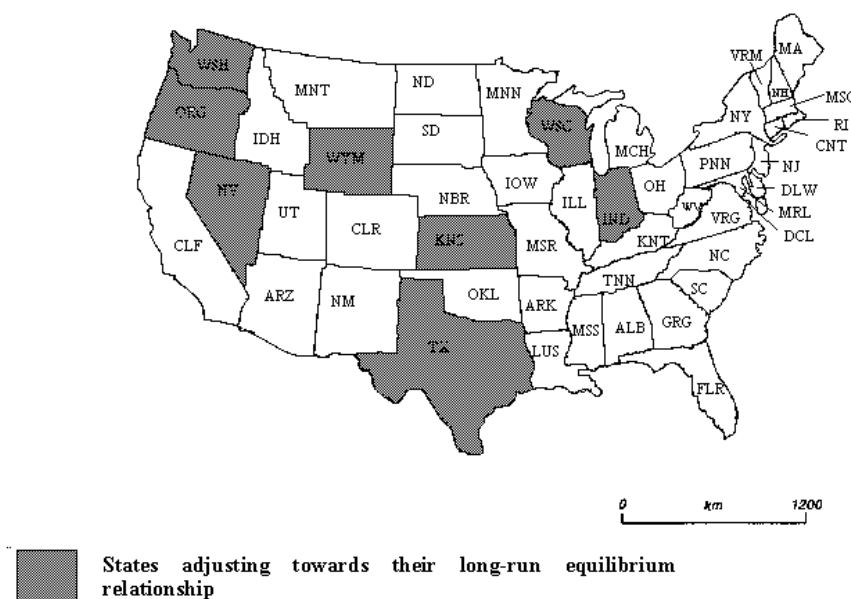 WSH
ORG
CLF
NV
IDH
MNT
WYM
UT
ARZ
CLR
NM
ND
SD
NBR
KNS
OKL
TX
MNN
IOW
MSR
ARK
LUS
WSC
ILL
MCH
IND
OH
KNT
TNN
MSS
ALB
GRG
FLR
SC
NC
VRG
WV
PNN
NY
VRM
NH
MA
MSC
RI
CNT
NJ
DLW
MRL
DCL
0 km 1200
States adjusting towards their long-run equilibrium
relationship